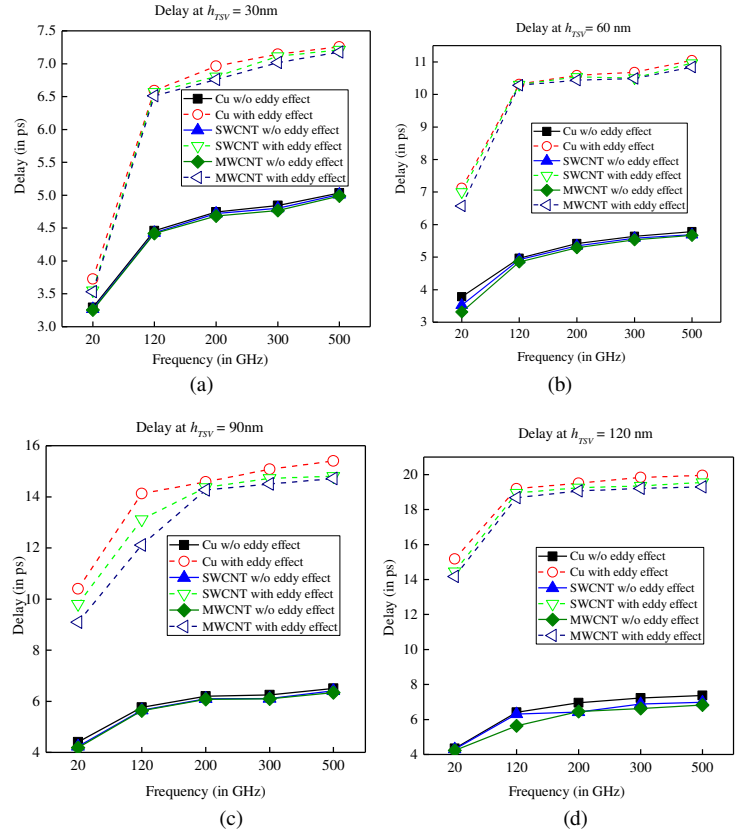 Delay at hTSV = 30nm
7.5
7.0
6.5
6.0
5.5
5.0
4.5
4.0
3.5
3.0
Delay (in ps)
Cu w/o eddy effect
Cu with eddy effect
SWCNT w/o eddy effect
SWCNT with eddy effect
MWCNT w/o eddy effect
MWCNT with eddy effect
20 120 200 300 500
Frequency (in GHz)
(a)
Delay at hTSV= 60 nm
11
10
9
8
7
6
5
4
3
Delay (in ps)
Cu w/o eddy effect
Cu with eddy effect
SWCNT w/o eddy effect
SWCNT with eddy effect
MWCNT w/o eddy effect
MWCNT with eddy effect
20 120 200 300 500
Frequency (in GHz)
(b)
Delay at hTSV = 90nm
16
14
12
10
8
6
4
Delay (in ps)
Cu w/o eddy effect
Cu with eddy effect
SWCNT w/o eddy effect
SWCNT with eddy effect
MWCNT w/o eddy effect
MWCNT with eddy effect
20 120 200 300 500
Frequency (in GHz)
(c)
Delay at hTSV = 120 nm
20
18
16
14
12
10
8
6
4
Delay (in ps)
Cu w/o eddy effect
Cu with eddy effect
SWCNT w/o eddy effect
SWCNT with eddy effect
MWCNT w/o eddy effect
MWCNT with eddy effect
20 120 200 300 500
Frequency (in GHz)
(d)